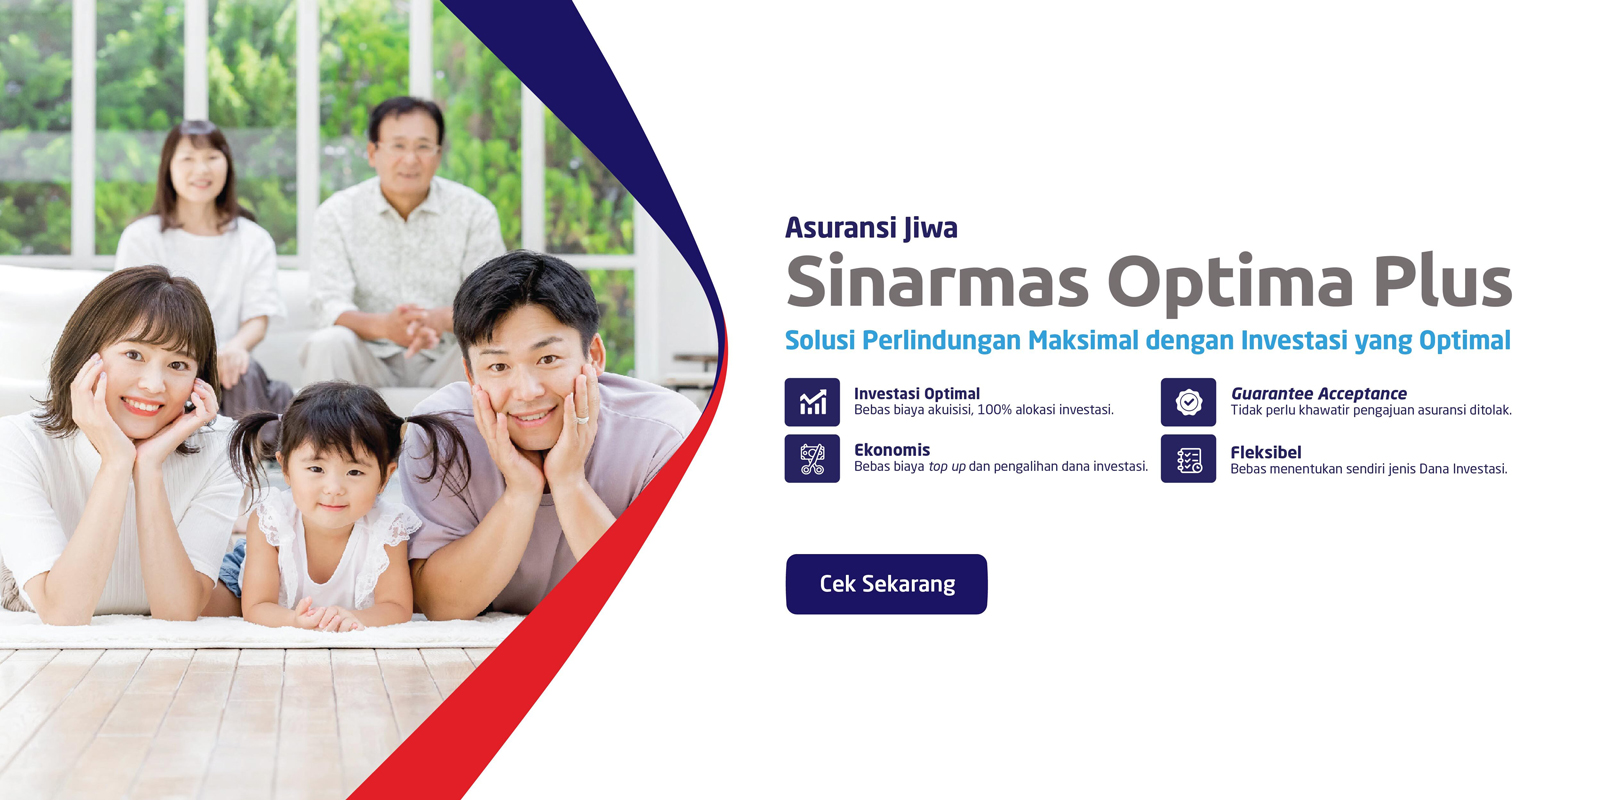 Asuransi Jiwa
Sinarmas Optima Plus
Solusi Perlindungan Maksimal dengan Investasi yang Optimal
Investasi Optimal
Bebas biaya akuisisi, 100% alokasi investasi.
Guarantee Acceptance
Tidak perlu khawatir pengajuan asuransi ditolak.
Ekonomis
Bebas biaya top up dan pengalihan dana investasi.
Fleksibel
Bebas menentukan sendiri jenis Dana Investasi.
Cek Sekarang